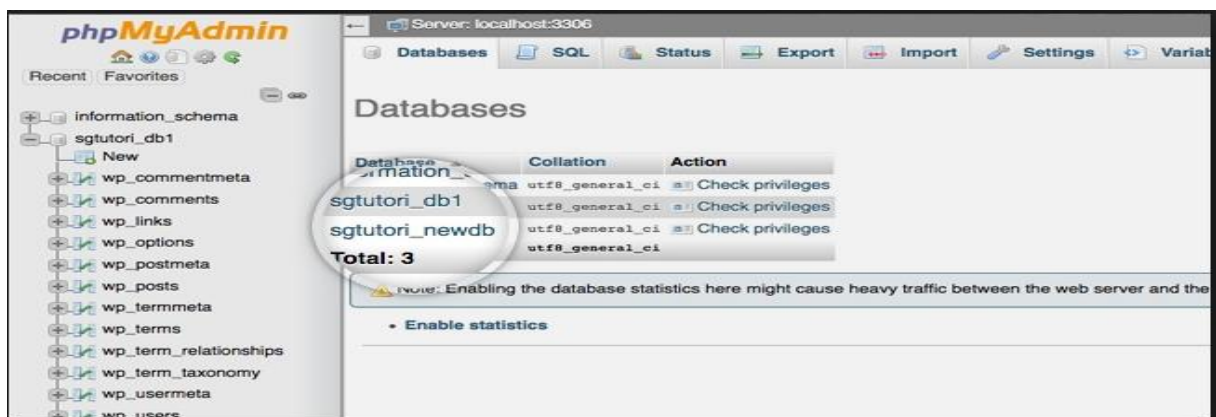 phpMyAdmin
Recent Favorites
information_schema
sgtutori_db1
New
wp_commentmeta
wp_comments
wp_links
wp_options
wp_postmeta
wp_posts
wp_termmeta
wp_terms
wp_term_relationships
wp_term_taxonomy
wp_usermeta
wp_users
Server: localhost:3306
Databases SQL Status Export Import Settings Variab
Databases
Database Collation Action
utf8_general_ci Check privileges
sgtutori_db1 utf8_general_ci Check privileges
sgtutori_newdb utf8_general_ci Check privileges
Total: 3 utf8_general_ci
Note: Enabling the database statistics here might cause heavy traffic between the web server and the
Enable statistics